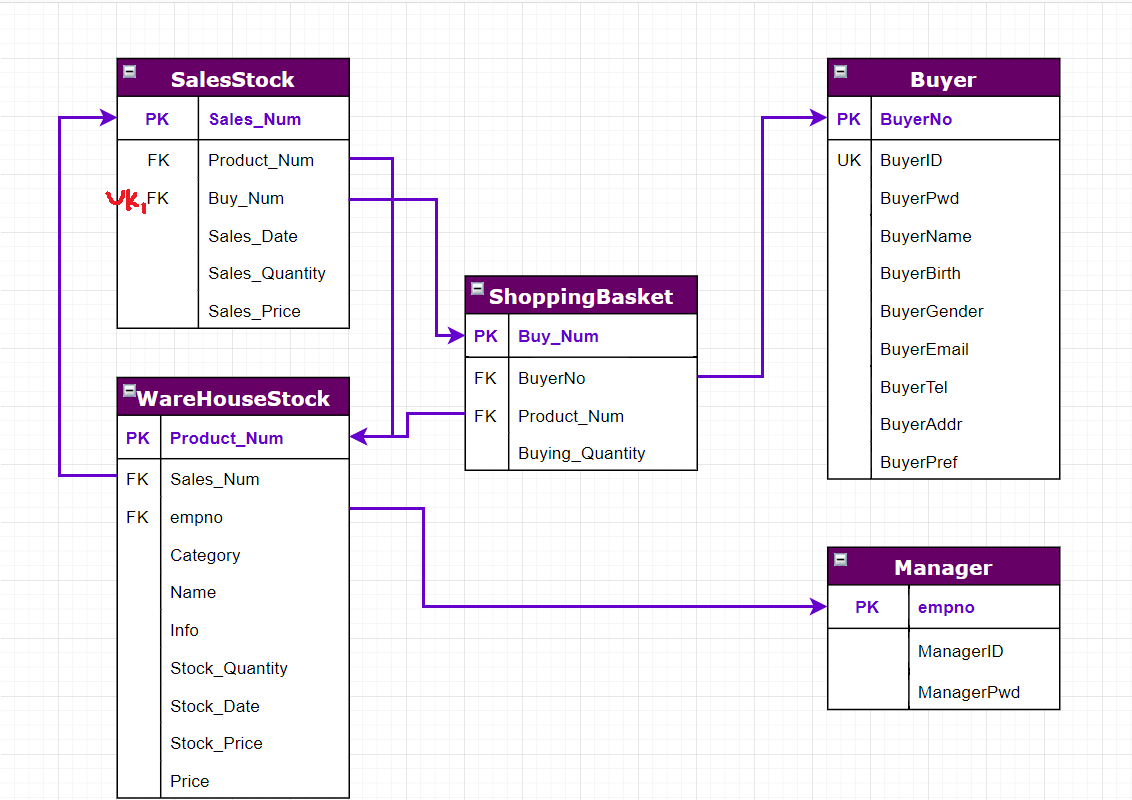 SalesStock
PK Sales_Num
FK Product_Num
UK1 FK Buy_Num
Sales_Date
Sales_Quantity
Sales_Price
WareHouseStock
PK Product_Num
FK Sales_Num
FK empno
Category
Name
Info
Stock_Quantity
Stock_Date
Stock_Price
Price
ShoppingBasket
PK Buy_Num
FK BuyerNo
FK Product_Num
Buying_Quantity
Buyer
PK BuyerNo
UK BuyerID
BuyerPwd
BuyerName
BuyerBirth
BuyerGender
BuyerEmail
BuyerTel
BuyerAddr
BuyerPref
Manager
PK empno
ManagerID
ManagerPwd